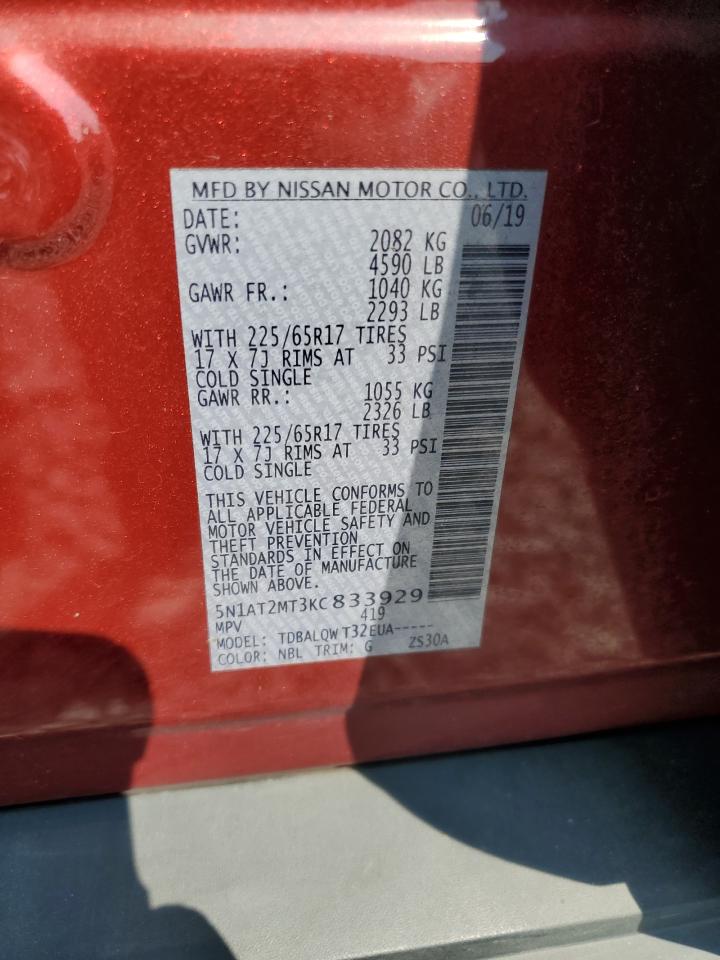 MFD BY NISSAN MOTOR CO., LTD.
DATE: 06/19
GVWR: 2082 KG
4590 LB
GAWR FR.: 1040 KG
2293 LB
WITH 225/65R17 TIRES
17 X 7J RIMS AT 33 PSI
COLD SINGLE
GAWR RR.: 1055 KG
2326 LB
WITH 225/65R17 TIRES
17 X 7J RIMS AT 33 PSI
COLD SINGLE
THIS VEHICLE CONFORMS TO
ALL APPLICABLE FEDERAL
MOTOR VEHICLE SAFETY AND
THEFT PREVENTION
STANDARDS IN EFFECT ON
THE DATE OF MANUFACTURE
SHOWN ABOVE.
5N1AT2MT3KC833929
MPV 419
MODEL: TDBALQW T32EUA-----
COLOR: NBL TRIM: G ZS30A